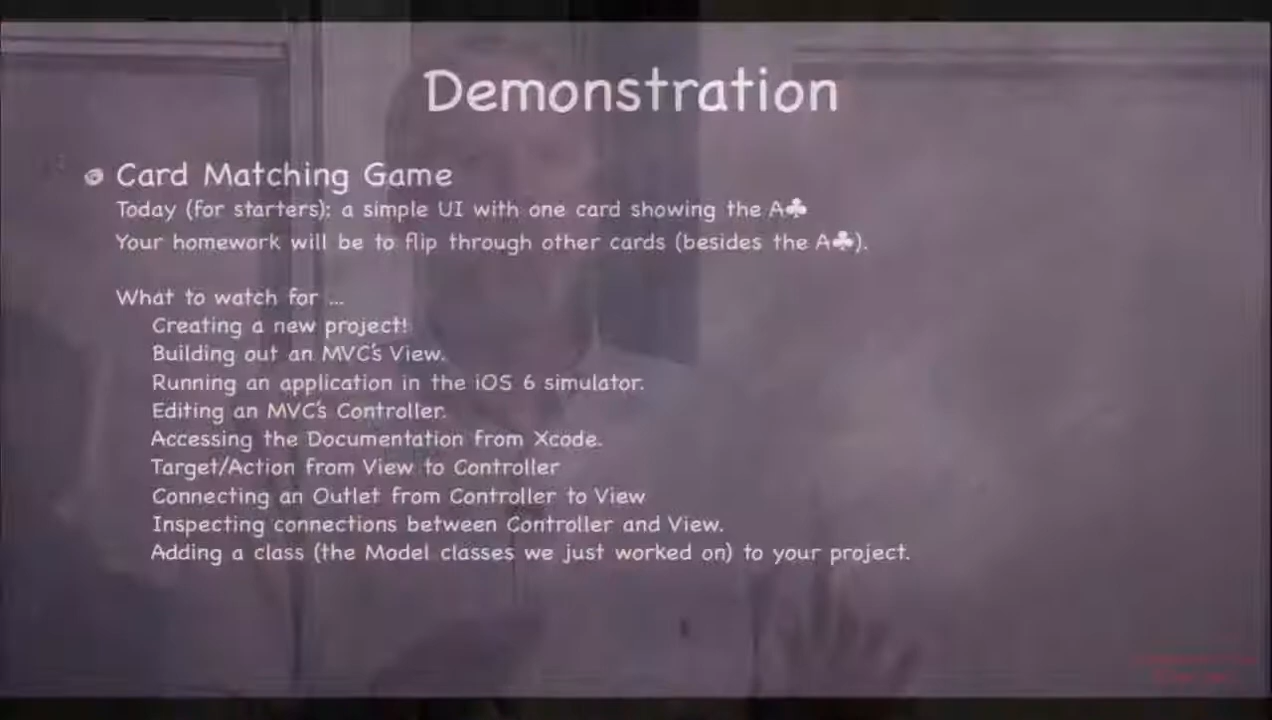 Demonstration
Card Matching Game
Today (for starters): a simple UI with one card showing the A♣
Your homework will be to flip through other cards (besides the A♣).
What to watch for ...
Creating a new project!
Building out an MVC's View.
Running an application in the iOS 6 simulator.
Editing an MVC's Controller.
Accessing the Documentation from Xcode.
Target/Action from View to Controller
Connecting an Outlet from Controller to View
Inspecting connections between Controller and View.
Adding a class (the Model classes we just worked on) to your project.